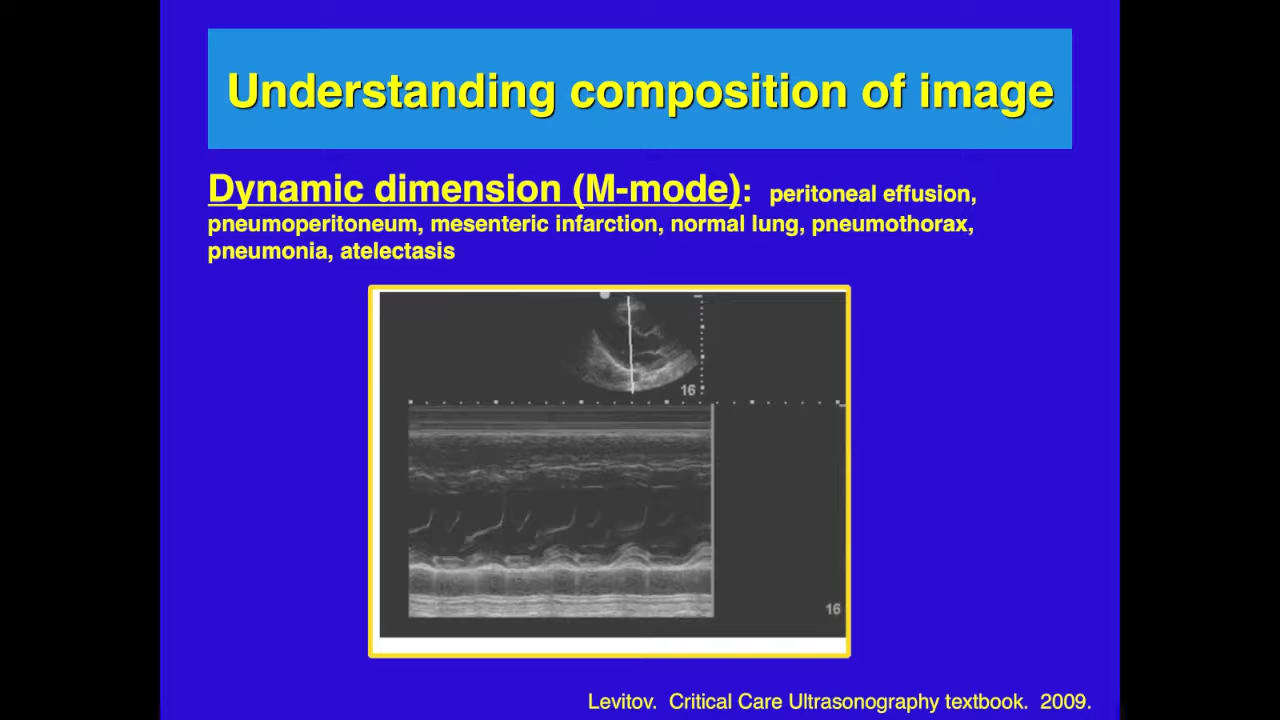 Understanding composition of image
Dynamic dimension (M-mode): peritoneal effusion,
pneumoperitoneum, mesenteric infarction, normal lung, pneumothorax,
pneumonia, atelectasis
16
16
Levitov. Critical Care Ultrasonography textbook. 2009.